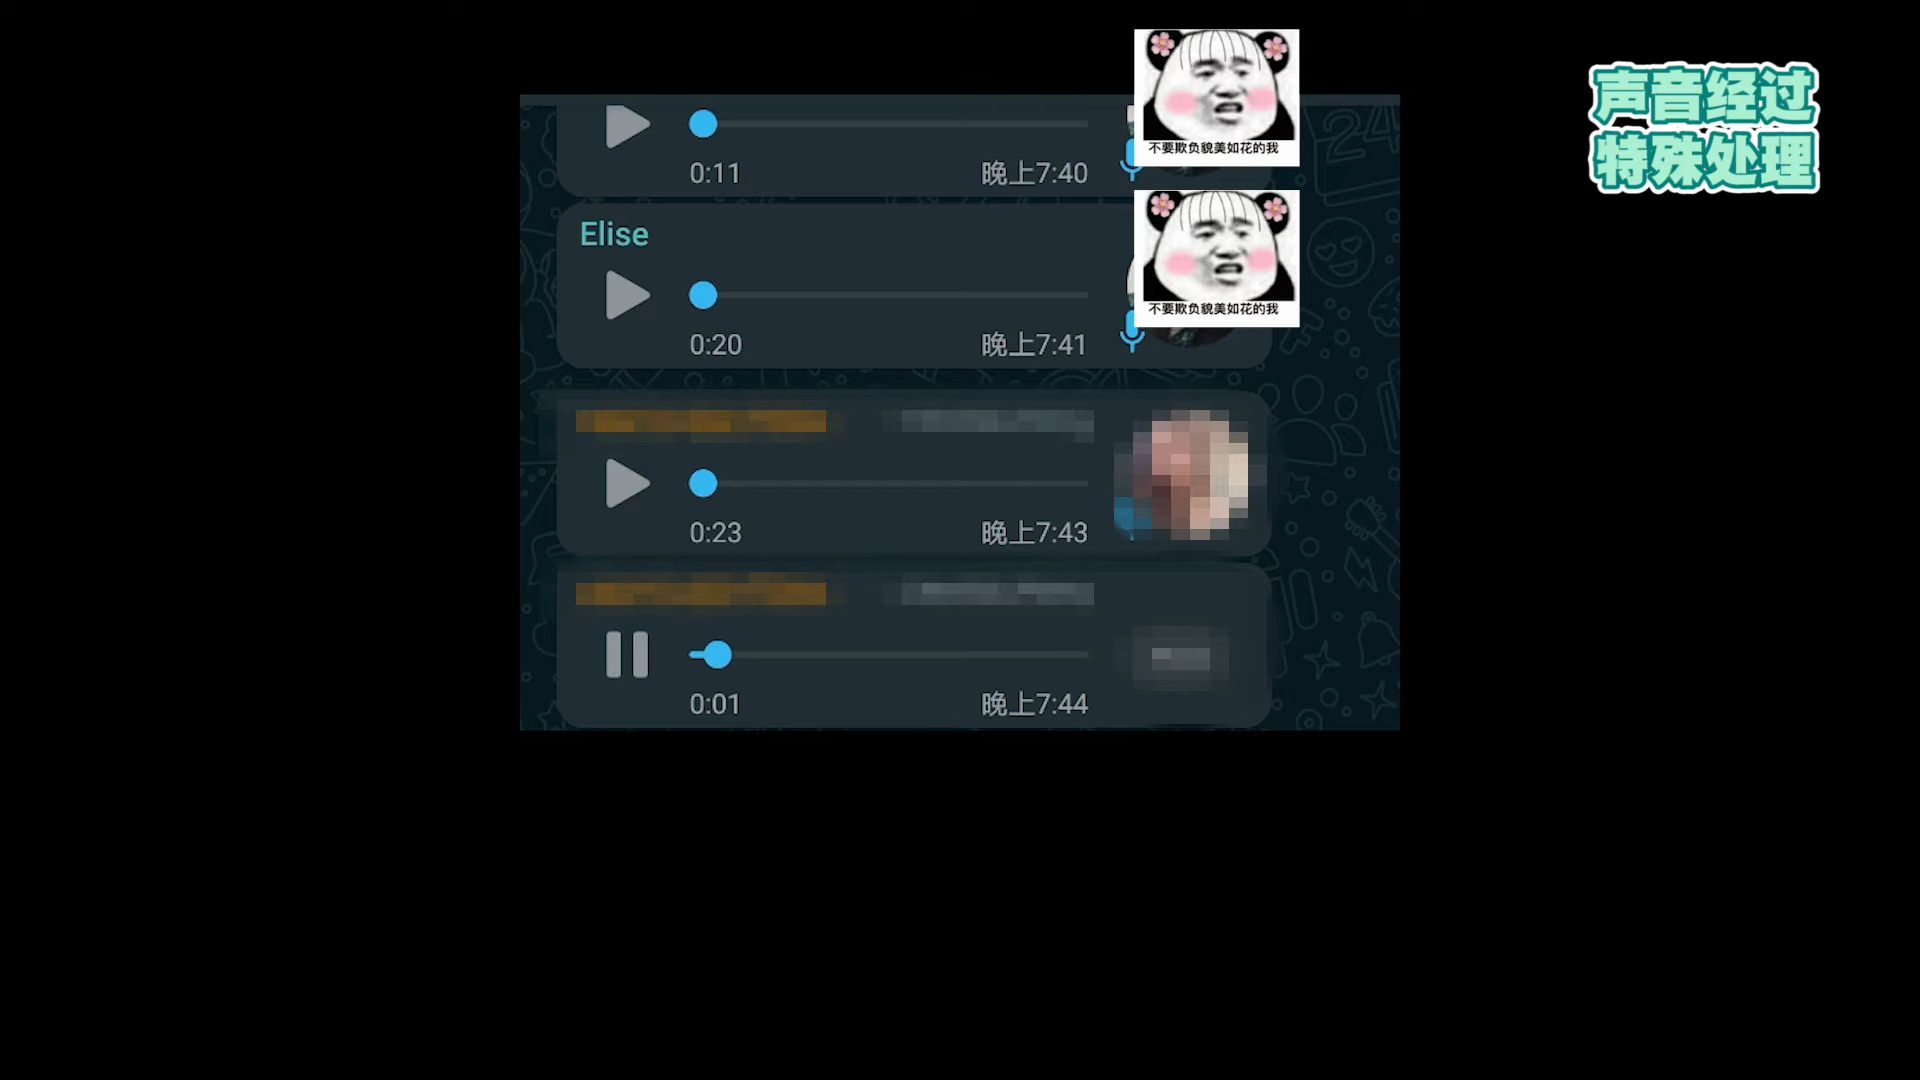 声音经过
特殊处理
0:11
晚上7:40
不要欺负貌美如花的我
Elise
0:20
晚上7:41
不要欺负貌美如花的我
0:23
晚上7:43
0:01
晚上7:44